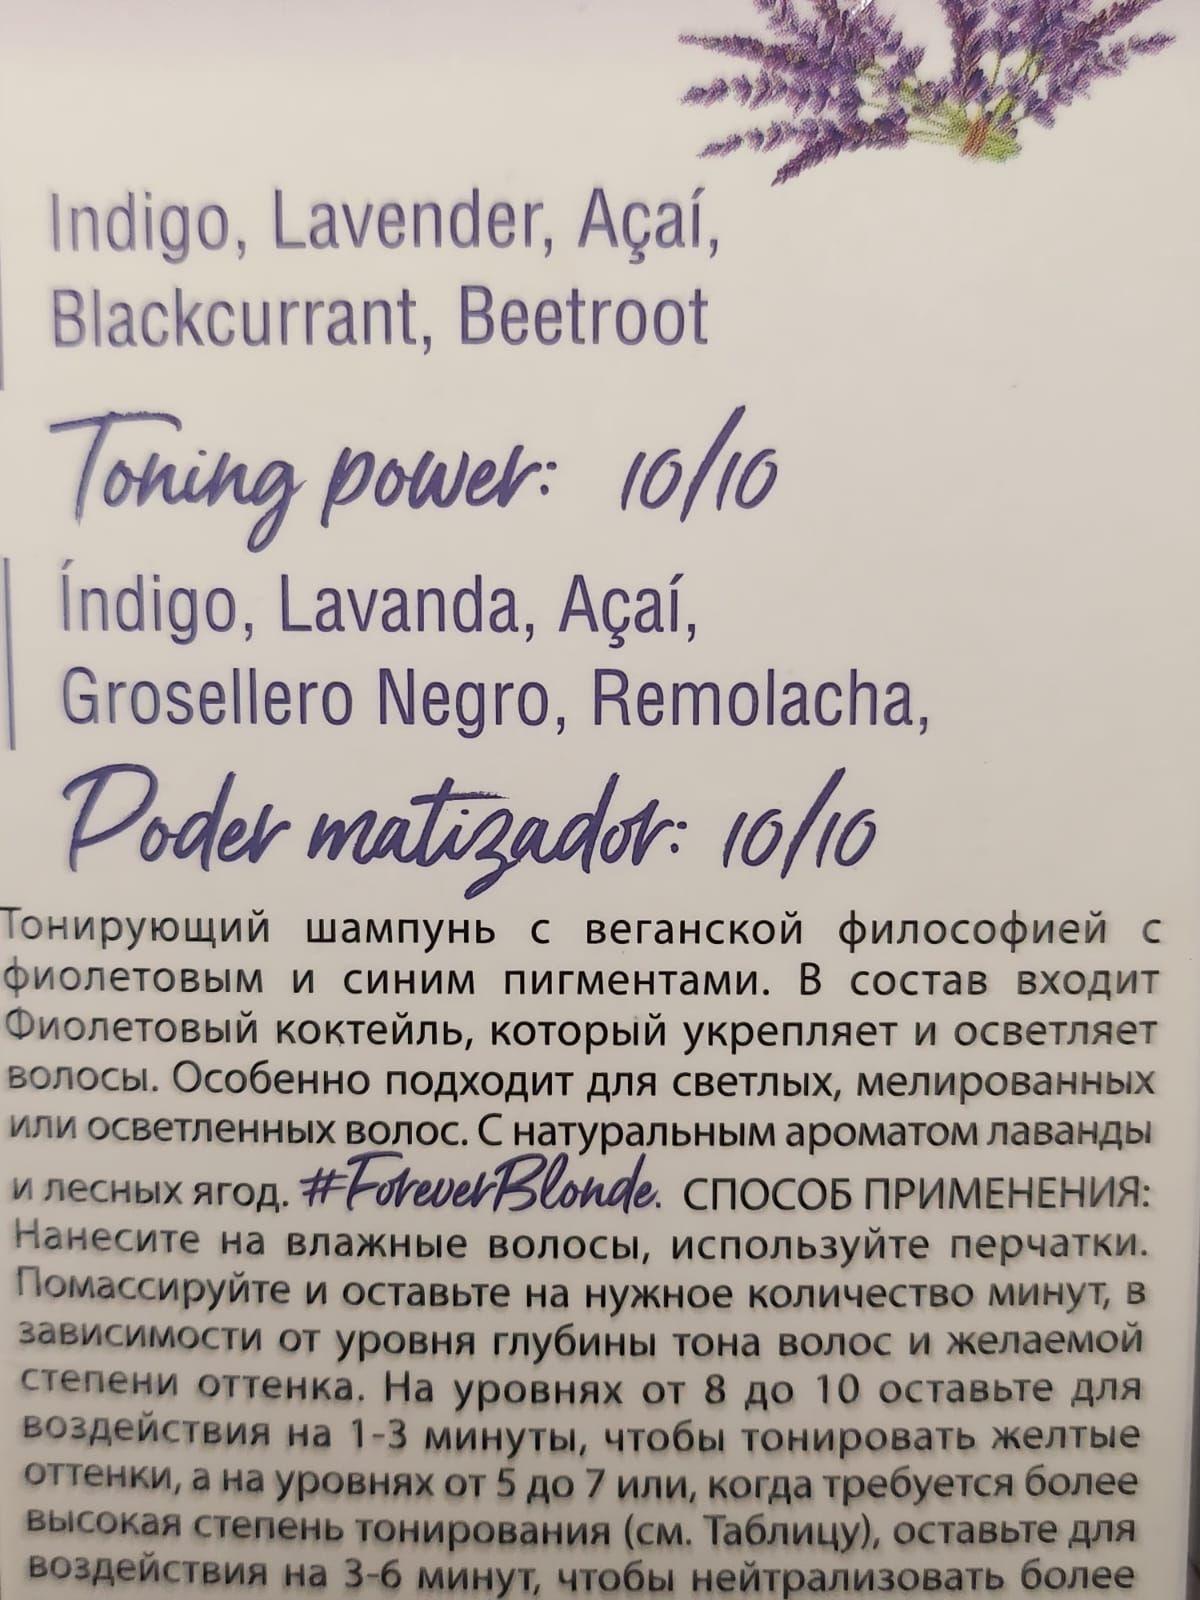 Indigo, Lavender, Açaí,
Blackcurrant, Beetroot
Toning power: 10/10
Índigo, Lavanda, Açaí,
Grosellero Negro, Remolacha,
Poder matizador: 10/10
Тонирующий шампунь с веганской философией с
фиолетовым и синим пигментами. В состав входит
Фиолетовый коктейль, который укрепляет и осветляет
волосы. Особенно подходит для светлых, мелированных
или осветленных волос. С натуральным ароматом лаванды
и лесных ягод. #ForeverBlonde. СПОСОБ ПРИМЕНЕНИЯ:
Нанесите на влажные волосы, используйте перчатки.
Помассируйте и оставьте на нужное количество минут, в
зависимости от уровня глубины тона волос и желаемой
степени оттенка. На уровнях от 8 до 10 оставьте для
воздействия на 1-3 минуты, чтобы тонировать желтые
оттенки, а на уровнях от 5 до 7 или, когда требуется более
высокая степень тонирования (см. Таблицу), оставьте для
воздействия на 3-6 минут, чтобы нейтрализовать более